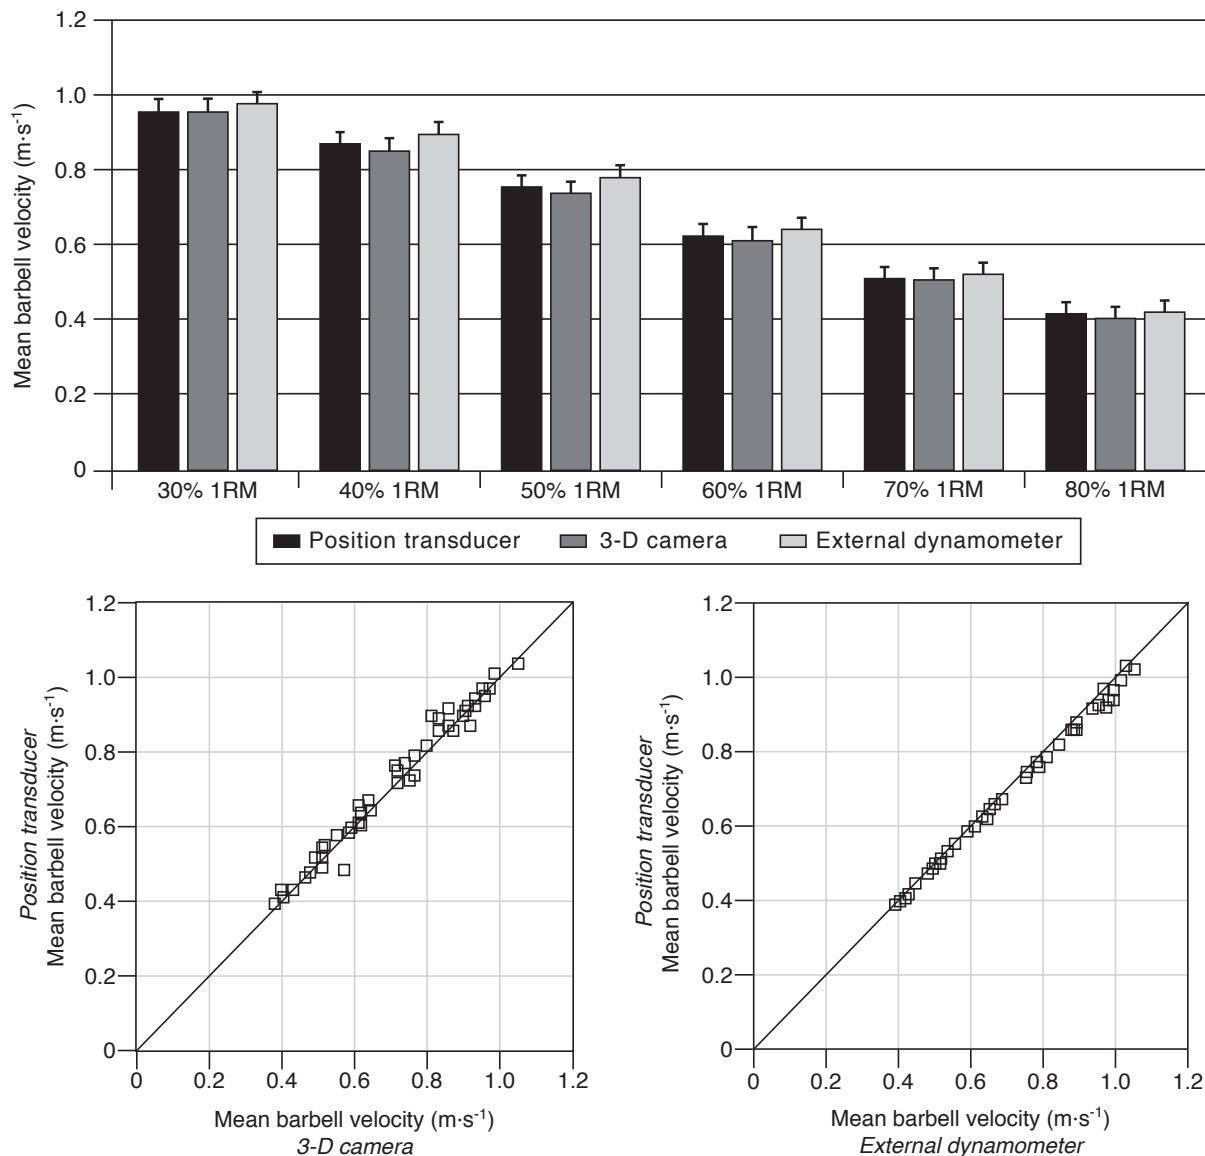 Mean barbell velocity (m·s-1)
1.2
1.0
0.8
0.6
0.4
0.2
0
30% 1RM 40% 1RM 50% 1RM 60% 1RM 70% 1RM 80% 1RM
Position transducer 3-D camera External dynamometer
Position transducer
Mean barbell velocity (m·s-1)
1.2
1.0
0.8
0.6
0.4
0.2
0
0 0.2 0.4 0.6 0.8 1.0 1.2
Mean barbell velocity (m·s-1)
3-D camera
Position transducer
Mean barbell velocity (m·s-1)
1.2
1.0
0.8
0.6
0.4
0.2
0
0 0.2 0.4 0.6 0.8 1.0 1.2
Mean barbell velocity (m·s-1)
External dynamometer